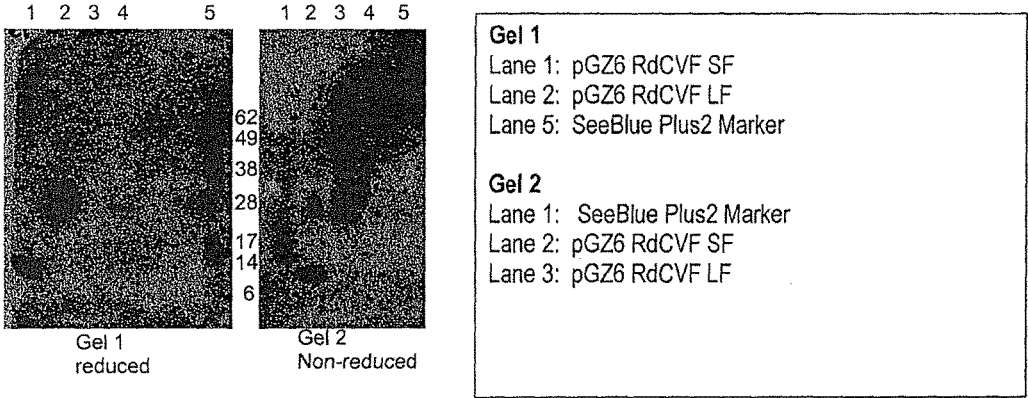 1 2 3 4 5
1 2 3 4 5
62
49
38
28
17
14
6
Gel 1
reduced
Gel 2
Non-reduced
Gel 1
Lane 1: pGZ6 RdCVF SF
Lane 2: pGZ6 RdCVF LF
Lane 5: SeeBlue Plus2 Marker
Gel 2
Lane 1: SeeBlue Plus2 Marker
Lane 2: pGZ6 RdCVF SF
Lane 3: pGZ6 RdCVF LF